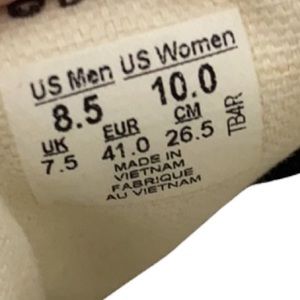 US Men US Women
8.5 10.0
UK EUR CM
7.5 41.0 26.5
TBAR
MADE IN
VIETNAM
FABRIQUE
AU VIETNAM